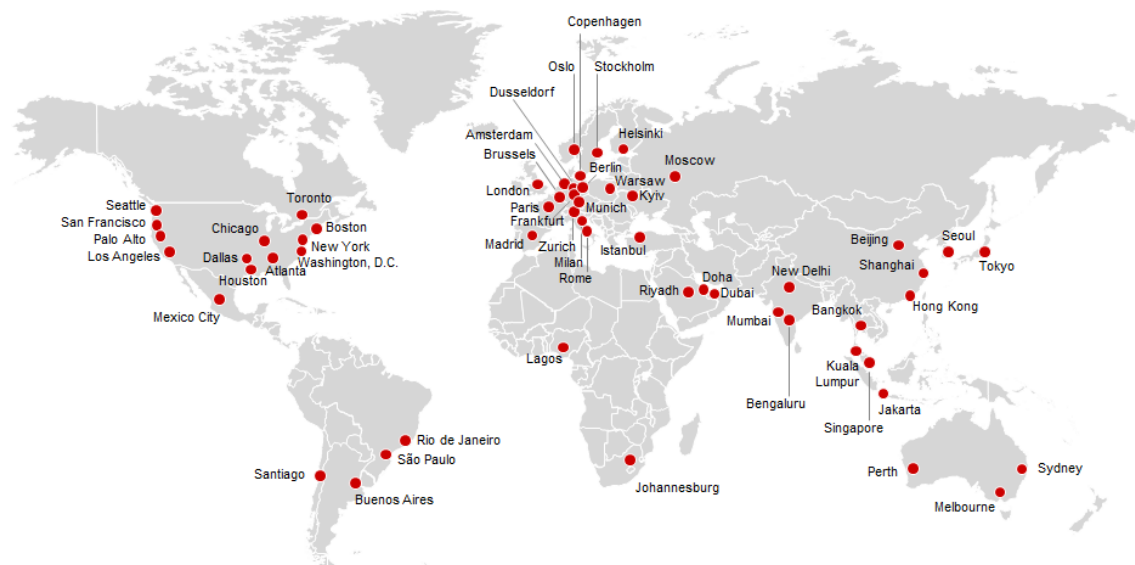 Copenhagen
Oslo
Stockholm
Dusseldorf
Amsterdam
Helsinki
Brussels
Berlin
Moscow
London
Warsaw
Kyiv
Paris
Munich
Frankfurt
Madrid
Zurich
Istanbul
Milan
Rome
Seattle
Toronto
San Francisco
Boston
Chicago
Palo Alto
New York
Los Angeles
Dallas
Washington, D.C.
Atlanta
Houston
Mexico City
Beijing
Seoul
Shanghai
Tokyo
Doha
New Delhi
Riyadh
Dubai
Hong Kong
Mumbai
Bangkok
Lagos
Kuala
Lumpur
Bengaluru
Jakarta
Singapore
Rio de Janeiro
São Paulo
Santiago
Buenos Aires
Johannesburg
Perth
Sydney
Melbourne